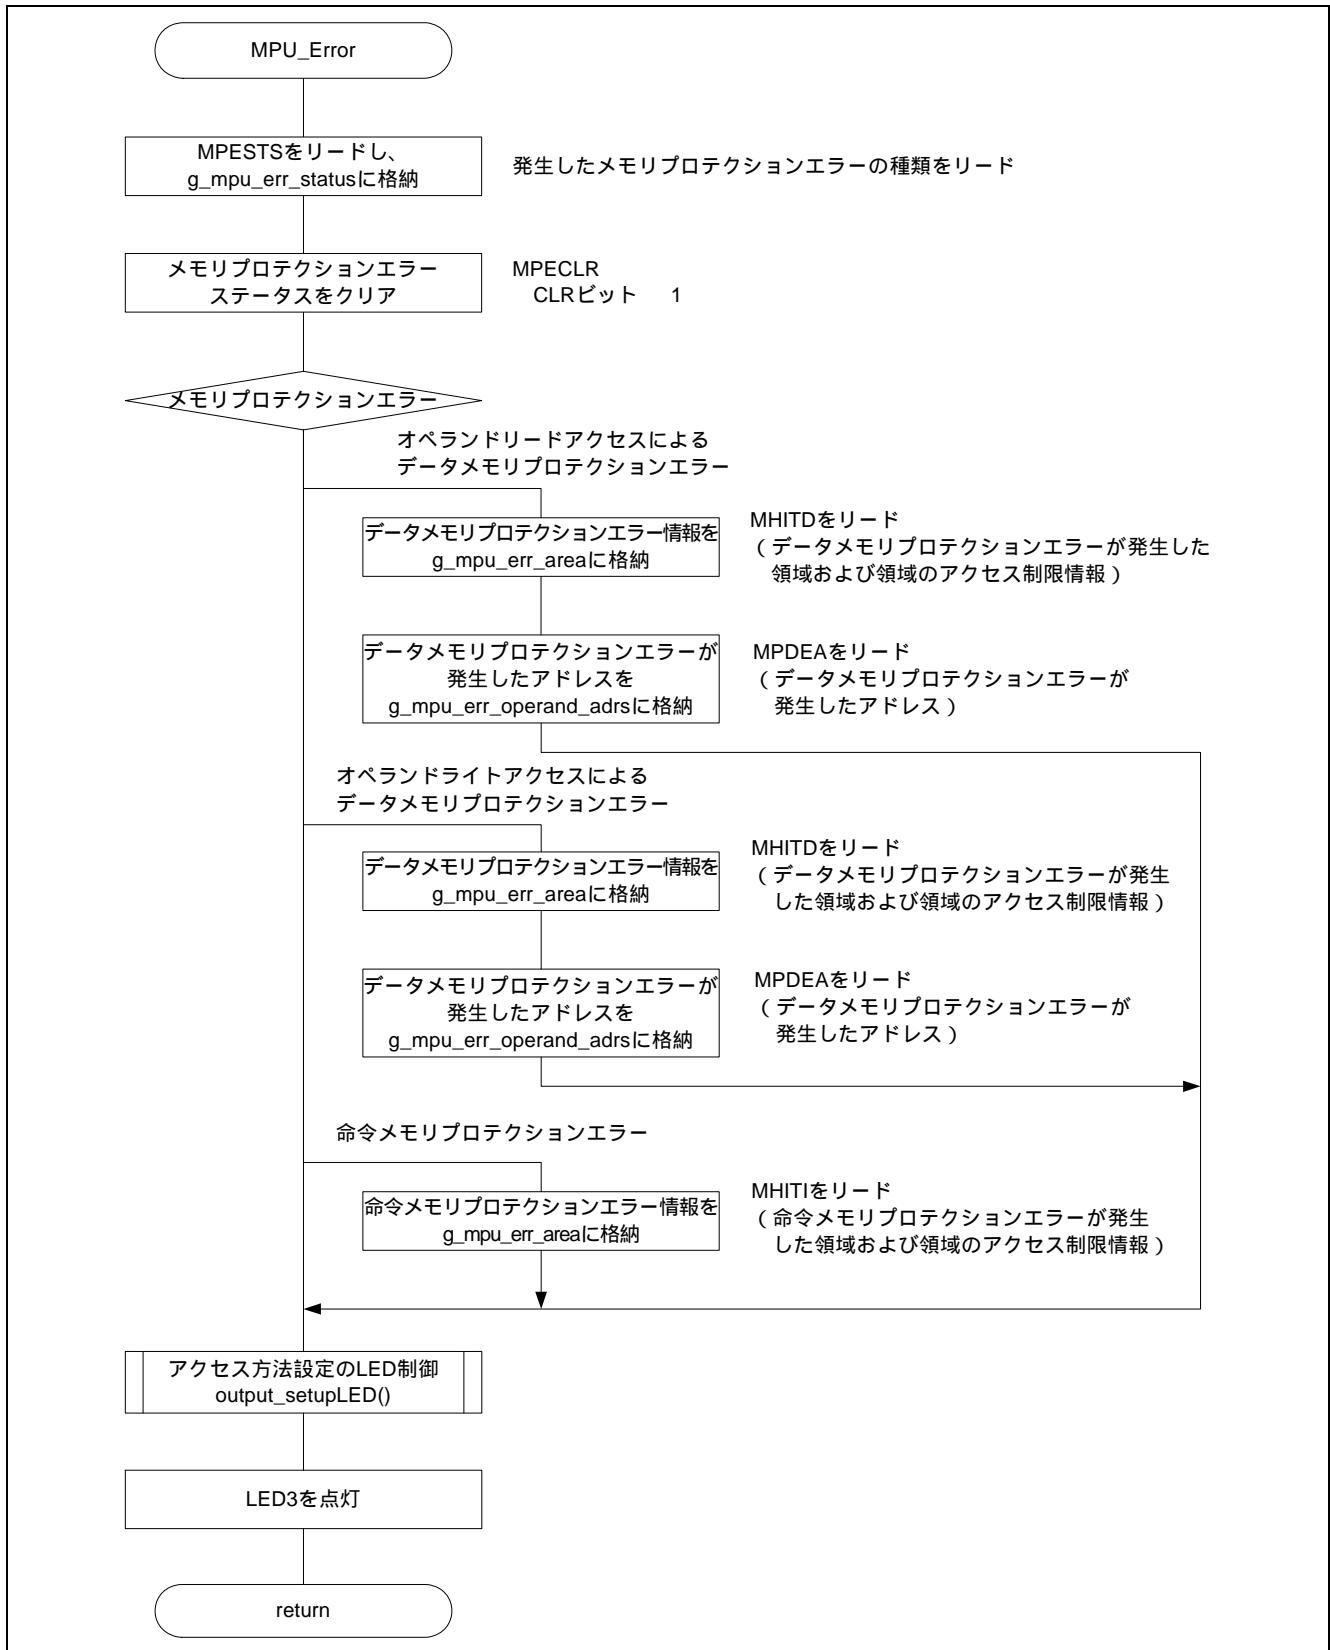 MPU_Error
MPESTSをリードし、
g_mpu_err_statusに格納
発生したメモリプロテクションエラーの種類をリード
メモリプロテクションエラー
ステータスをクリア
MPECLR
CLRビット 1
メモリプロテクションエラー
オペランドリードアクセスによる
データメモリプロテクションエラー
データメモリプロテクションエラー情報を
g_mpu_err_areaに格納
MHITDをリード
(データメモリプロテクションエラーが発生した
領域および領域のアクセス制限情報)
データメモリプロテクションエラーが
発生したアドレスを
g_mpu_err_operand_adrsに格納
MPDEAをリード
(データメモリプロテクションエラーが
発生したアドレス)
オペランドライトアクセスによる
データメモリプロテクションエラー
データメモリプロテクションエラー情報を
g_mpu_err_areaに格納
MHITDをリード
(データメモリプロテクションエラーが発生
した領域および領域のアクセス制限情報)
データメモリプロテクションエラーが
発生したアドレスを
g_mpu_err_operand_adrsに格納
MPDEAをリード
(データメモリプロテクションエラーが
発生したアドレス)
命令メモリプロテクションエラー
命令メモリプロテクションエラー情報を
g_mpu_err_areaに格納
MHITIをリード
(命令メモリプロテクションエラーが発生
した領域および領域のアクセス制限情報)
アクセス方法設定のLED制御
output_setupLED()
LED3を点灯
return